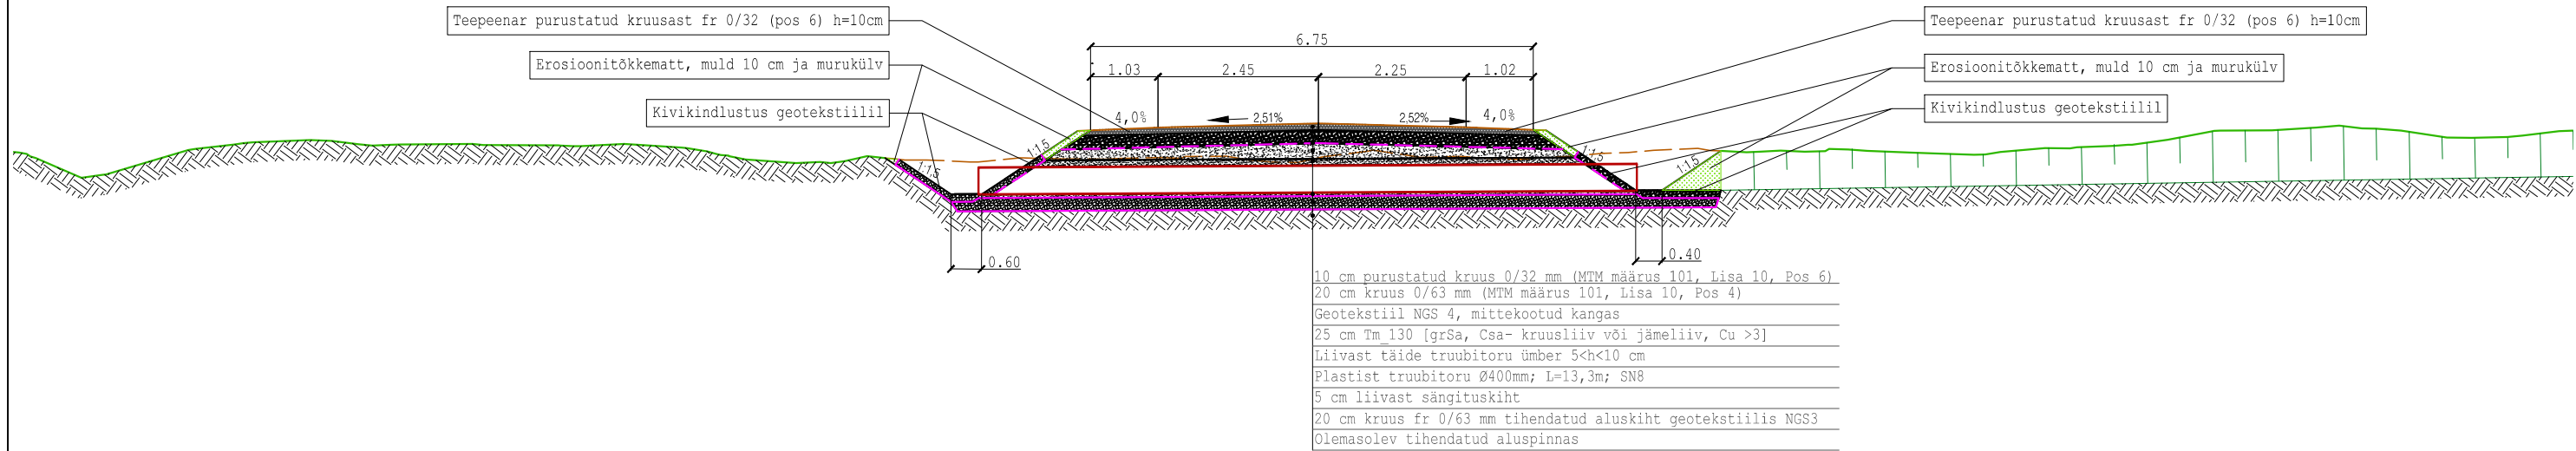 Teepeenar purustatud kruusast fr 0/32 (pos 6) h=10cm
Erosioonitõkkematt, muld 10 cm ja murukülv
Kivikindlustus geotekstiilil
6.75
1.03
2.45
2.25
1.02
4,0%
2,51%
2,52%
4,0%
Teepeenar purustatud kruusast fr 0/32 (pos 6) h=10cm
Erosioonitõkkematt, muld 10 cm ja murukülv
Kivikindlustus geotekstiilil
1:1,5
1:1,5
1:1,5
1:1,5
0.60
0.40
10 cm purustatud kruus 0/32 mm (MTM määrus 101, Lisa 10, Pos 6)
20 cm kruus 0/63 mm (MTM määrus 101, Lisa 10, Pos 4)
Geotekstiil NGS 4, mittekootud kangas
25 cm Tm_130 [grSa, Csa- kruusliiv või jämeliiv, Cu >3]
Liivast täide truubitoru ümber 5<h<10 cm
Plastist truubitoru Ø400mm; L=13,3m; SN8
5 cm liivast sängituskiht
20 cm kruus fr 0/63 mm tihendatud aluskiht geotekstiilis NGS3
Olemasolev tihendatud aluspinnas